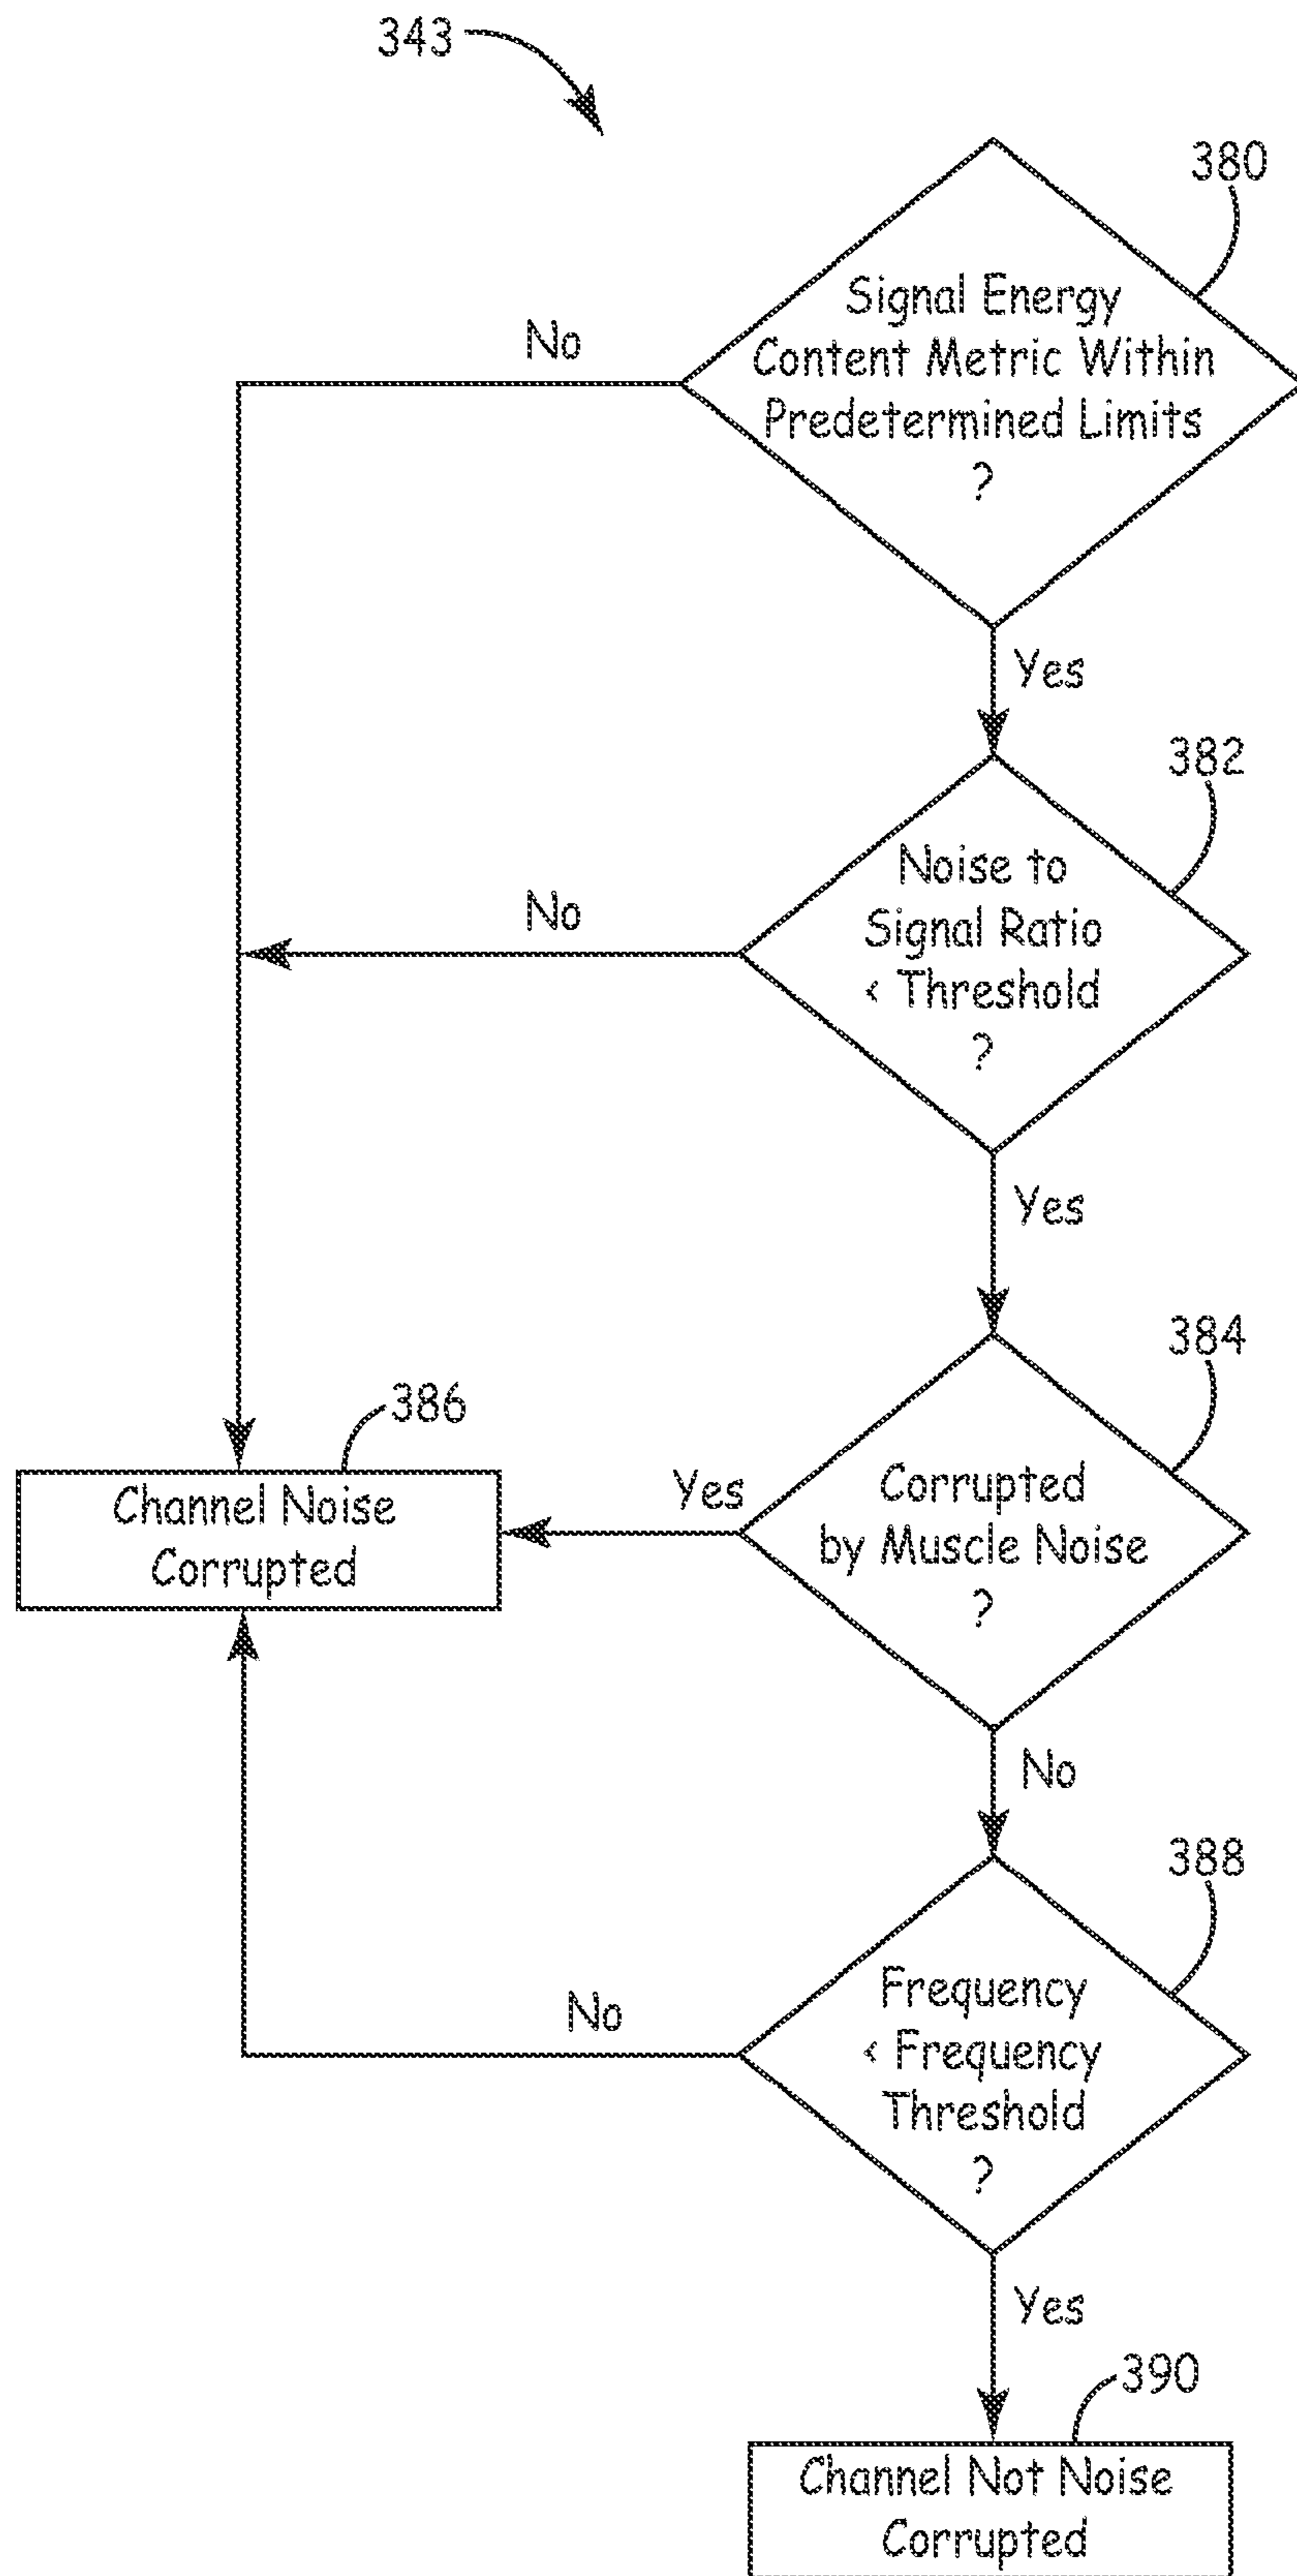 343
380
Signal Energy
Content Metric Within
Predetermined Limits
?
No
Yes
382
Noise to
Signal Ratio
< Threshold
?
No
Yes
384
386
Channel Noise
Corrupted
Yes
Corrupted
by Muscle Noise
?
No
388
Frequency
< Frequency
Threshold
?
No
Yes
390
Channel Not Noise
Corrupted